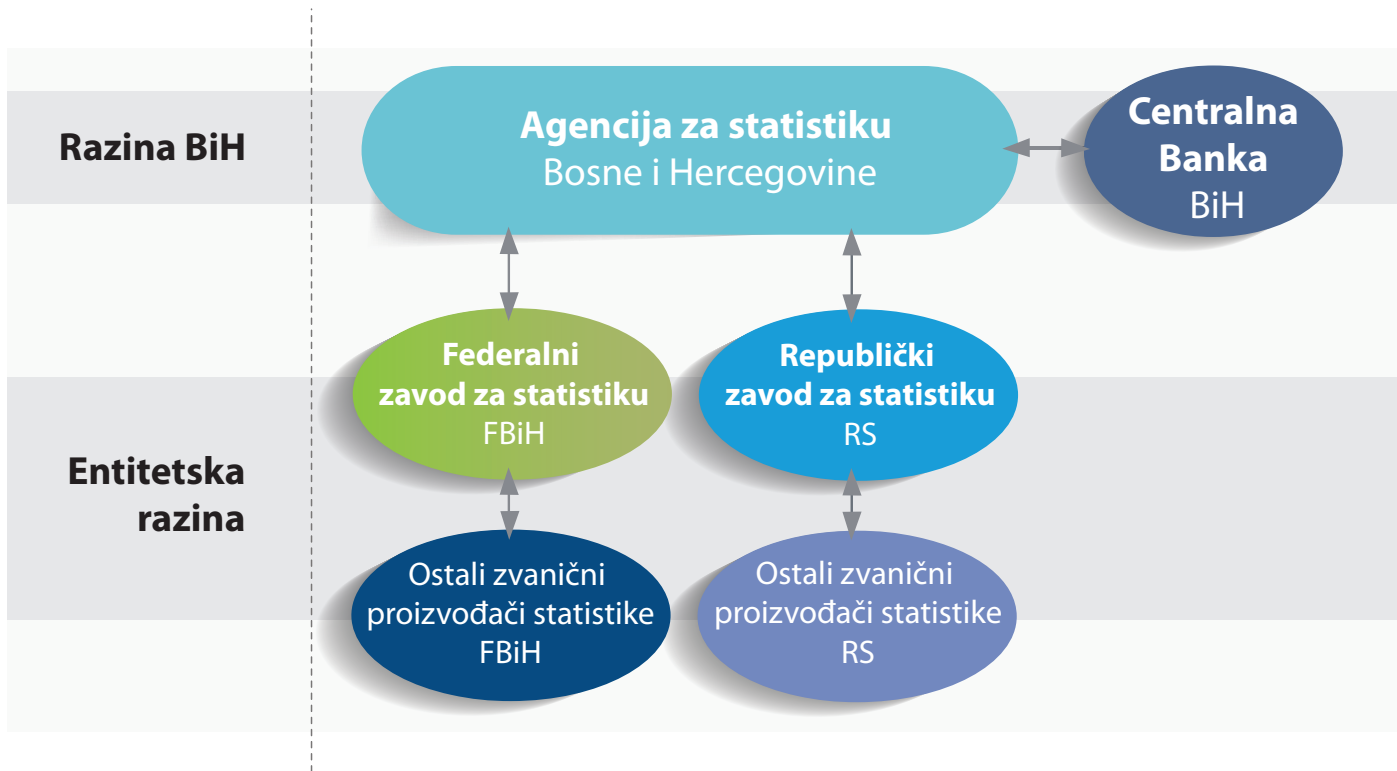 Razina BiH
Agencija za statistiku
Bosne i Hercegovine
Centralna
Banka
BiH
Federalni
zavod za statistiku
FBiH
Republički
zavod za statistiku
RS
Entitetska
razina
Ostali zvanični
proizvođači statistike
FBiH
Ostali zvanični
proizvođači statistike
RS